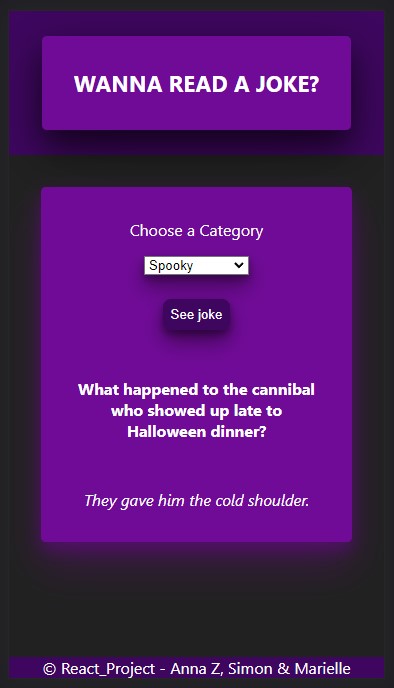 WANNA READ A JOKE?
Choose a Category
Spooky
See joke
What happened to the cannibal
who showed up late to
Halloween dinner?
They gave him the cold shoulder.
© React_Project - Anna Z, Simon & Marielle